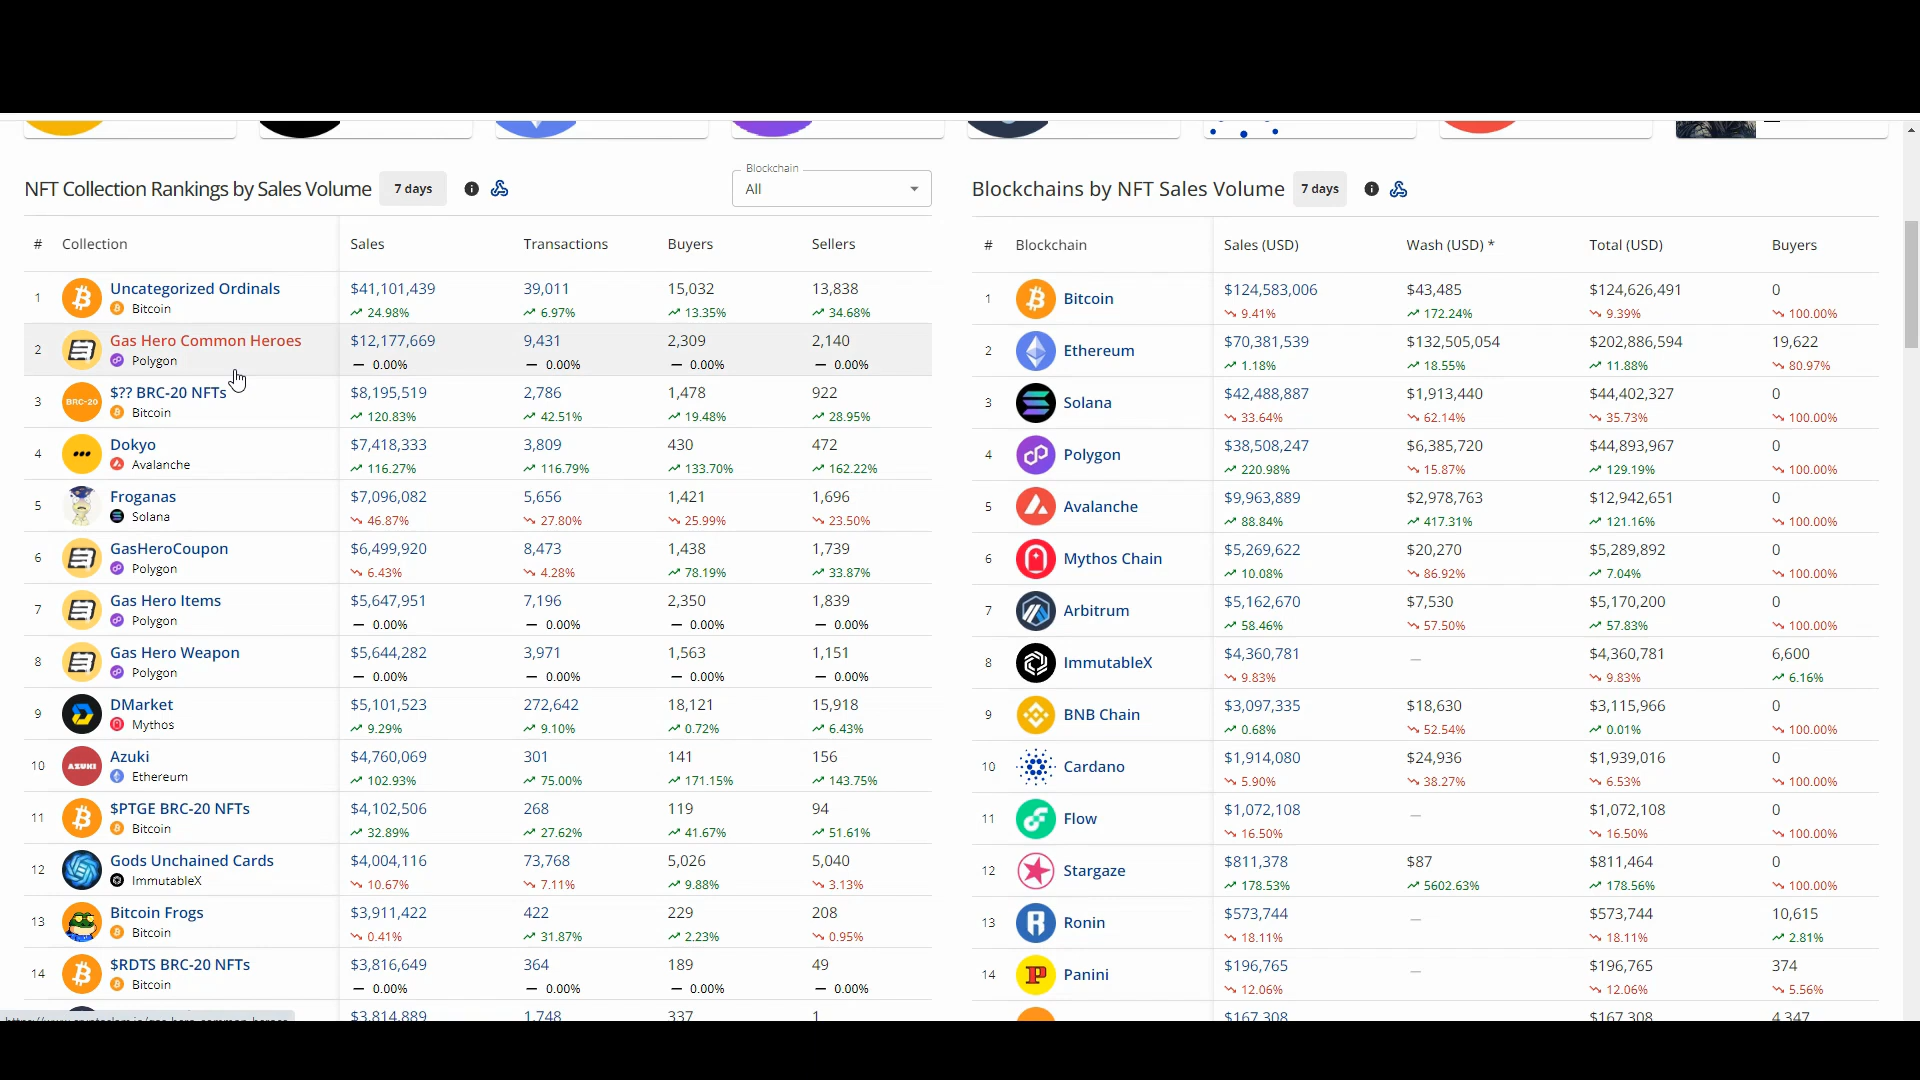 NFT Collection Rankings by Sales Volume 7 days
Blockchain
All
# Collection Sales Transactions Buyers Sellers
1 Uncategorized Ordinals $41,101,439 39,011 15,032 13,838
Bitcoin 24.98% 6.97% 13.35% 34.68%
2 Gas Hero Common Heroes $12,177,669 9,431 2,309 2,140
Polygon 0.00% 0.00% 0.00% 0.00%
3 BRC-20 $?? BRC-20 NFTs $8,195,519 2,786 1,478 922
Bitcoin 120.83% 42.51% 19.48% 28.95%
4 Dokyo $7,418,333 3,809 430 472
Avalanche 116.27% 116.79% 133.70% 162.22%
5 Froganas $7,096,082 5,656 1,421 1,696
Solana 46.87% 27.80% 25.99% 23.50%
6 GasHeroCoupon $6,499,920 8,473 1,438 1,739
Polygon 6.43% 4.28% 78.19% 33.87%
7 Gas Hero Items $5,647,951 7,196 2,350 1,839
Polygon 0.00% 0.00% 0.00% 0.00%
8 Gas Hero Weapon $5,644,282 3,971 1,563 1,151
Polygon 0.00% 0.00% 0.00% 0.00%
9 DMarket $5,101,523 272,642 18,121 15,918
Mythos 9.29% 9.10% 0.72% 6.43%
10 AZUKI Azuki $4,760,069 301 141 156
Ethereum 102.93% 75.00% 171.15% 143.75%
11 $PTGE BRC-20 NFTs $4,102,506 268 119 94
Bitcoin 32.89% 27.62% 41.67% 51.61%
12 Gods Unchained Cards $4,004,116 73,768 5,026 5,040
ImmutableX 10.67% 7.11% 9.88% 3.13%
13 Bitcoin Frogs $3,911,422 422 229 208
Bitcoin 0.41% 31.87% 2.23% 0.95%
14 $RDTS BRC-20 NFTs $3,816,649 364 189 49
Bitcoin 0.00% 0.00% 0.00% 0.00%
$3,814,889 1,748 337 1
Blockchains by NFT Sales Volume 7 days
# Blockchain Sales (USD) Wash (USD) * Total (USD) Buyers
1 Bitcoin $124,583,006 $43,485 $124,626,491 0
9.41% 172.24% 9.39% 100.00%
2 Ethereum $70,381,539 $132,505,054 $202,886,594 19,622
1.18% 18.55% 11.88% 80.97%
3 Solana $42,488,887 $1,913,440 $44,402,327 0
33.64% 62.14% 35.73% 100.00%
4 Polygon $38,508,247 $6,385,720 $44,893,967 0
220.98% 15.87% 129.19% 100.00%
5 Avalanche $9,963,889 $2,978,763 $12,942,651 0
88.84% 417.31% 121.16% 100.00%
6 Mythos Chain $5,269,622 $20,270 $5,289,892 0
10.08% 86.92% 7.04% 100.00%
7 Arbitrum $5,162,670 $7,530 $5,170,200 0
58.46% 57.50% 57.83% 100.00%
8 ImmutableX $4,360,781 — $4,360,781 6,600
9.83% 9.83% 6.16%
9 BNB Chain $3,097,335 $18,630 $3,115,966 0
0.68% 52.54% 0.01% 100.00%
10 Cardano $1,914,080 $24,936 $1,939,016 0
5.90% 38.27% 6.53% 100.00%
11 Flow $1,072,108 — $1,072,108 0
16.50% 16.50% 100.00%
12 Stargaze $811,378 $87 $811,464 0
178.53% 5602.63% 178.56% 100.00%
13 Ronin $573,744 — $573,744 10,615
18.11% 18.11% 2.81%
14 Panini $196,765 — $196,765 374
12.06% 12.06% 5.56%
$167,308 $167,308 4,347